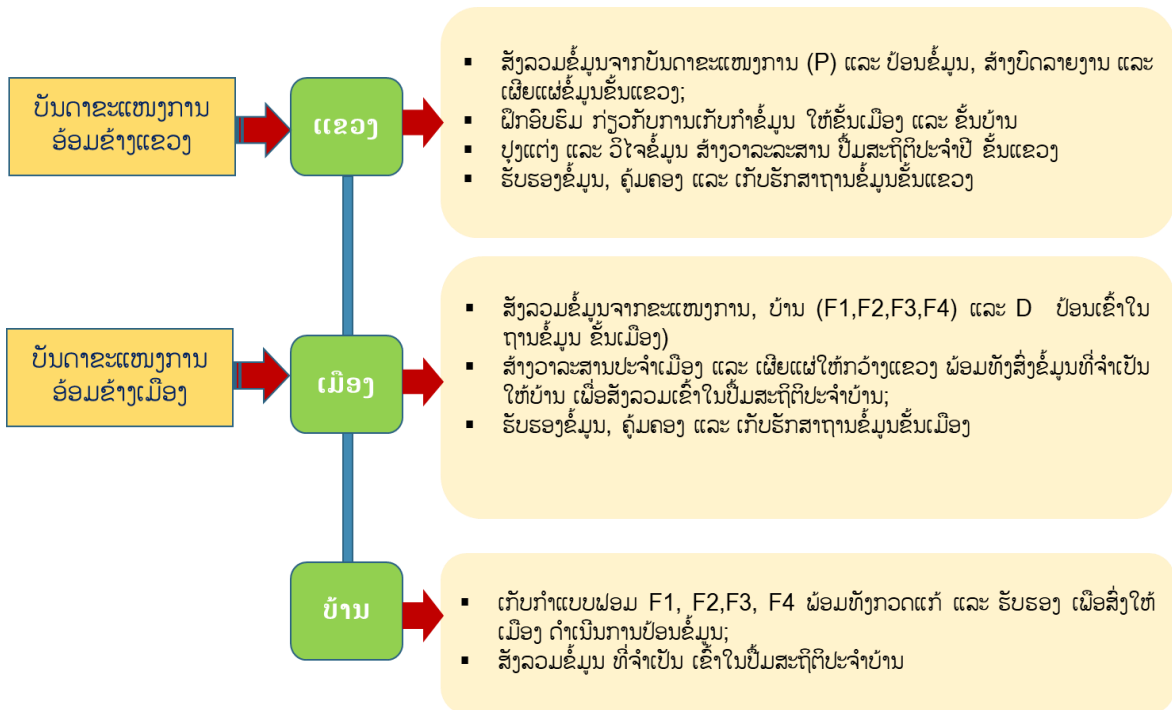 ບັນດາຂະແໜງການ
ອ້ອມຂ້າງແຂວງ
ແຂວງ
▪ ສັງລວມຂໍ້ມູນຈາກບັນດາຂະແໜງການ (P) ແລະ ປ້ອນຂໍ້ມູນ, ສ້າງບົດລາຍງານ ແລະ
ເຜີຍແຜ່ຂໍ້ມູນຂັ້ນແຂວງ;
▪ ຝຶກອົບຮົມ ກ່ຽວກັບການເກັບກຳຂໍ້ມູນ ໃຫ້ຂັ້ນເມືອງ ແລະ ຂັ້ນບ້ານ
▪ ປຸງແຕ່ງ ແລະ ວິໄຈຂໍ້ມູນ ສ້າງວາລະລະສານ ປຶ້ມສະຖິຕິປະຈຳປີ ຂັ້ນແຂວງ
▪ ຮັບຮອງຂໍ້ມູນ, ຄູ້ມຄອງ ແລະ ເກັບຮັກສາຖານຂໍ້ມູນຂັ້ນແຂວງ
ບັນດາຂະແໜງການ
ອ້ອມຂ້າງເມືອງ
ເມືອງ
▪ ສັງລວມຂໍ້ມູນຈາກຂະແໜງການ, ບ້ານ (F1,F2,F3,F4) ແລະ D ປ້ອນເຂົ້າໃນ
ຖານຂໍ້ມູນ ຂັ້ນເມືອງ)
▪ ສ້າງວາລະສານປະຈຳເມືອງ ແລະ ເຜີຍແຜ່ໃຫ້ກວ້າງແຂວງ ພ້ອມທັງສົ່ງຂໍ້ມູນທີ່ຈຳເປັນ
ໃຫ້ບ້ານ ເພື່ອສັງລວມເຂົ້າໃນປຶ້ມສະຖິຕິປະຈຳບ້ານ;
▪ ຮັບຮອງຂໍ້ມູນ, ຄູ້ມຄອງ ແລະ ເກັບຮັກສາຖານຂໍ້ມູນຂັ້ນເມືອງ
ບ້ານ
▪ ເກັບກຳແບບຟອມ F1, F2,F3, F4 ພ້ອມທັງກວດແກ້ ແລະ ຮັບຮອງ ເພືອສົ່ງໃຫ້
ເມືອງ ດຳເນີນການປ້ອນຂໍ້ມູນ;
▪ ສັງລວມຂໍ້ມູນ ທີ່ຈຳເປັນ ເຂົ້າໃນປຶ້ມສະຖິຕິປະຈຳບ້ານ